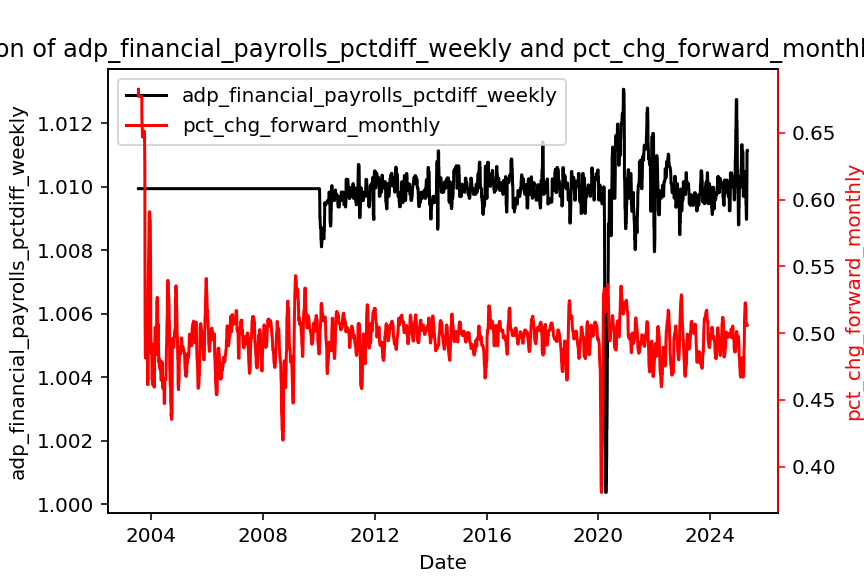 on of adp_financial_payrolls_pctdiff_weekly and pct_chg_forward_monthl
adp_financial_payrolls_pctdiff_weekly
pct_chg_forward_monthly
adp_financial_payrolls_pctdiff_weekly
1.012
1.010
1.008
1.006
1.004
1.002
1.000
0.65
0.60
0.55
0.50
0.45
0.40
pct_chg_forward_monthly
2004 2008 2012 2016 2020 2024
Date